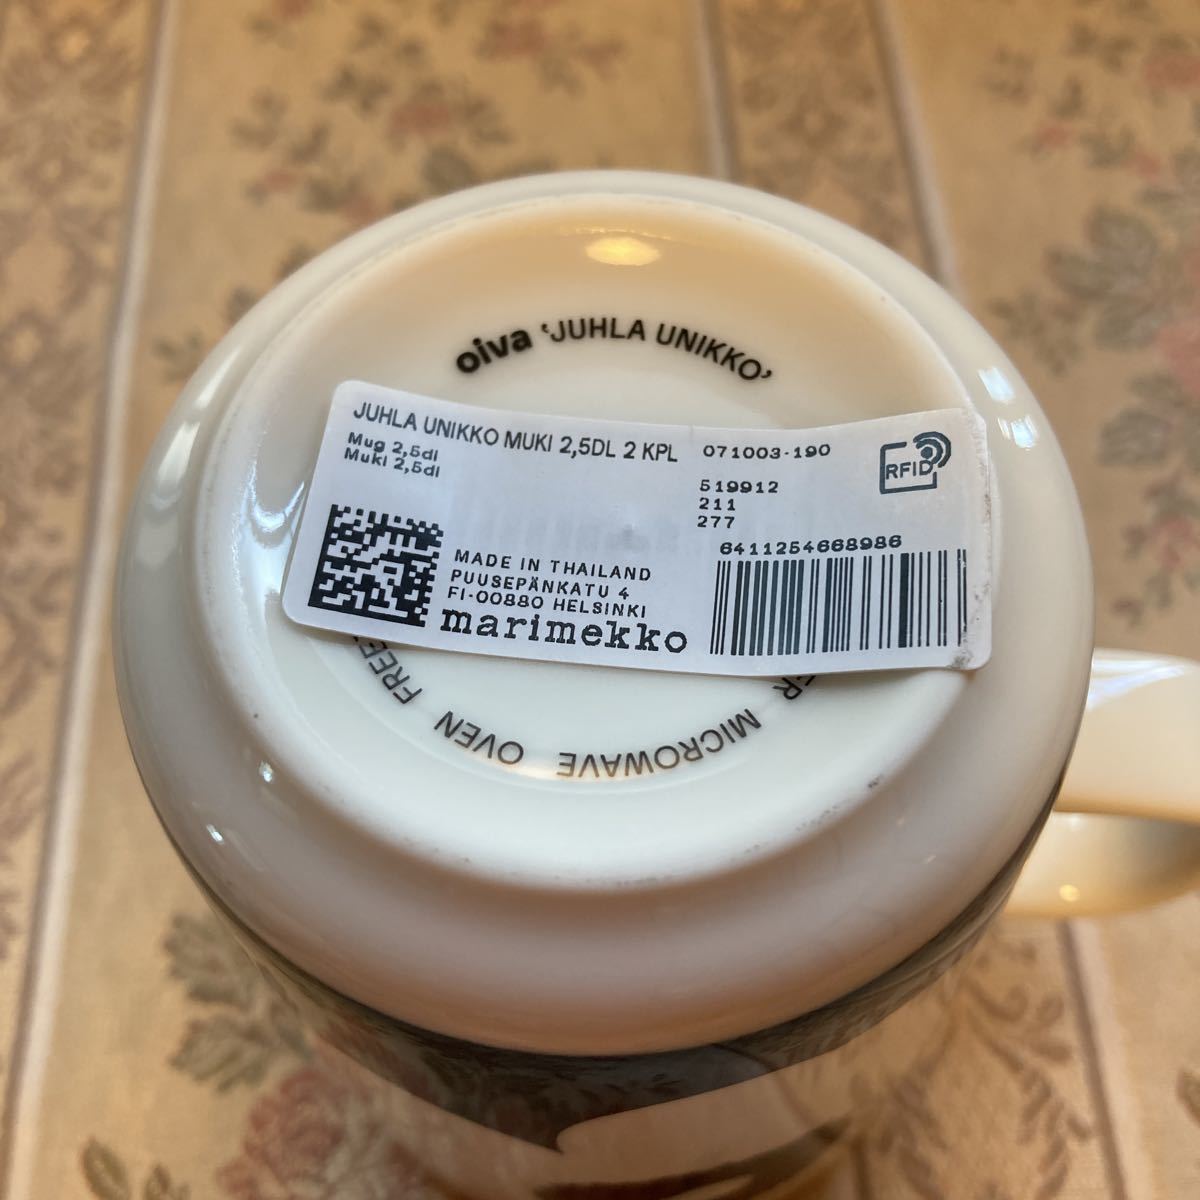 oiva ‘JUHLA UNIKKO’
JUHLA UNIKKO MUKI 2,5DL 2 KPL
Mug 2,5dl
Muki 2,5dl
071003-190
519912
211
277
RFID
6411254668986
MADE IN THAILAND
PUUSEPÄNKATU 4
FI-00880 HELSINKI
marimekko
MICROWAVE OVEN FREE